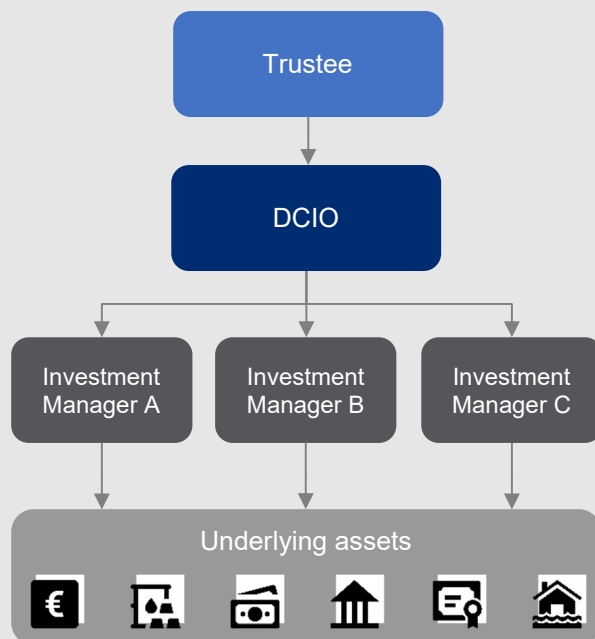 Trustee
DCIO
Investment
Manager A
Investment
Manager B
Investment
Manager C
Underlying assets
€